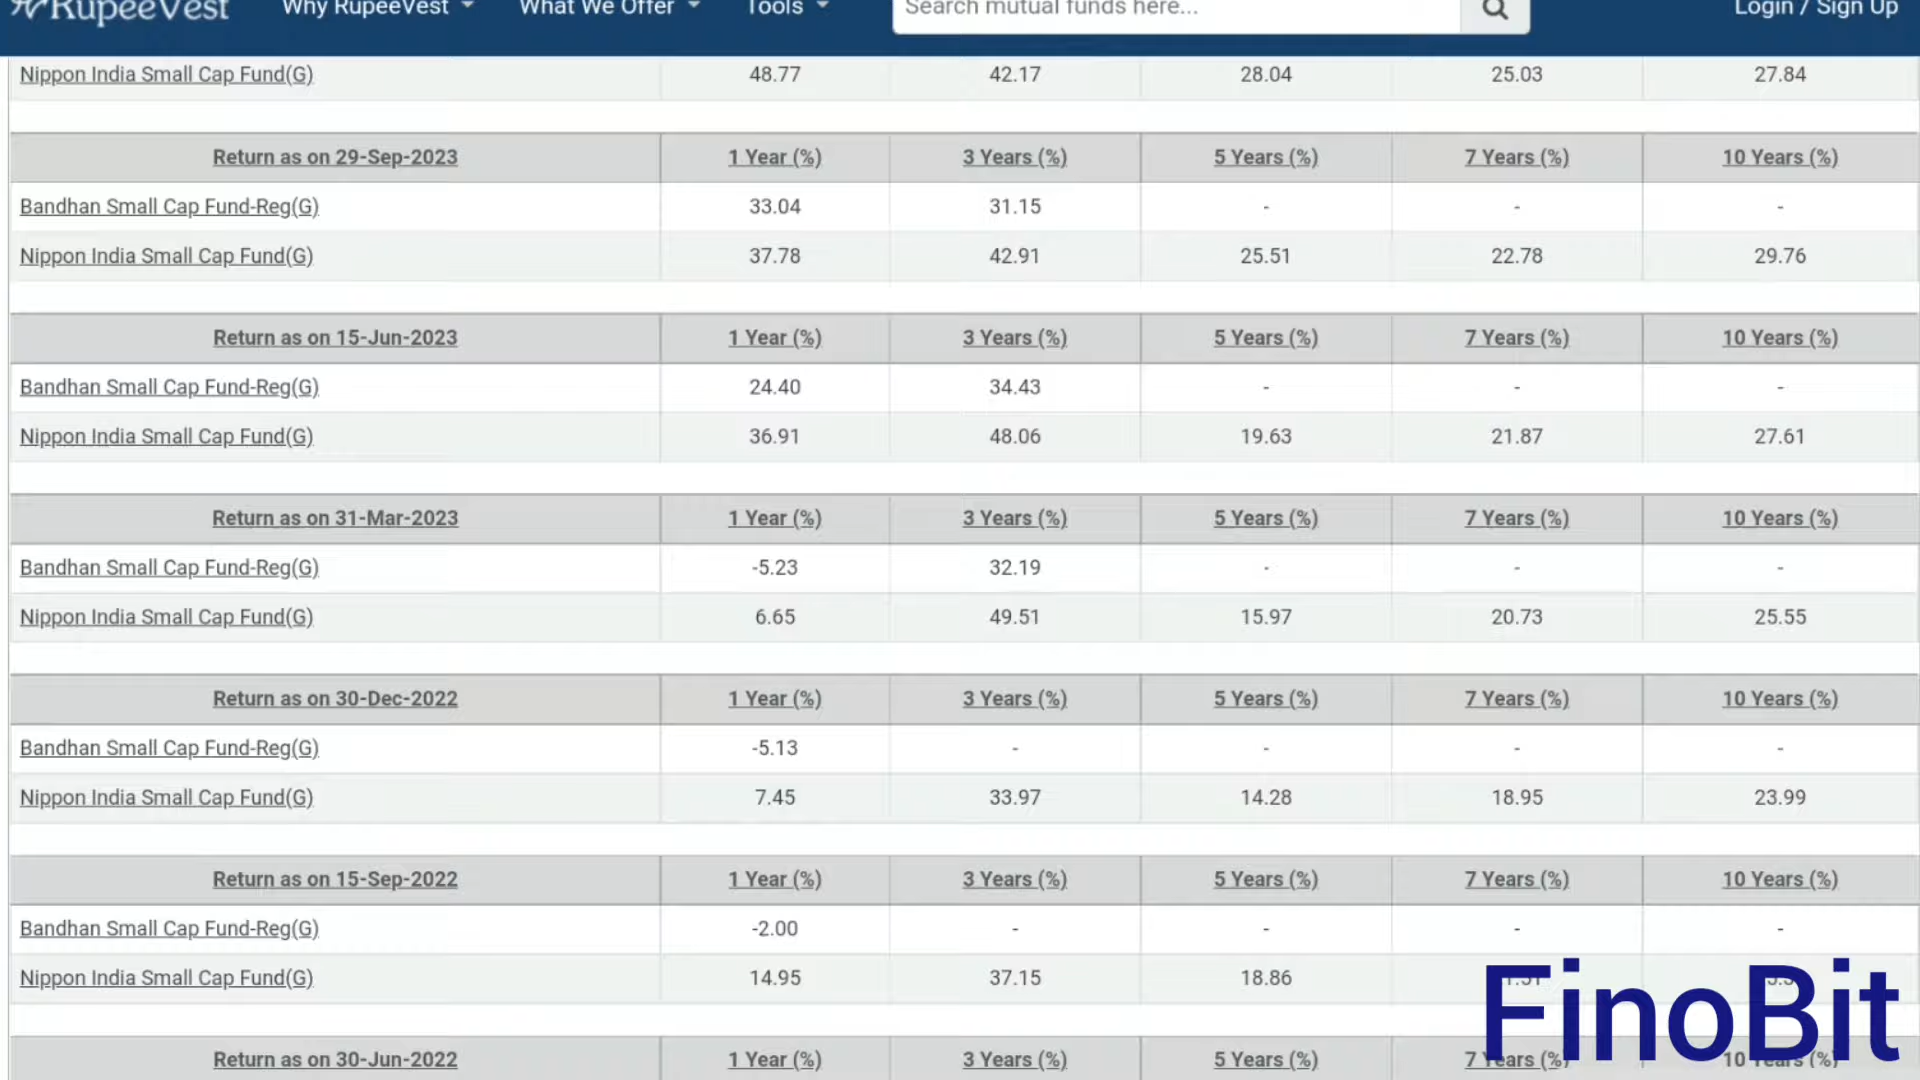 RupeeVest Why RupeeVest What We Offer Tools Search mutual funds here... Login / Sign Up
Nippon India Small Cap Fund(G) 48.77 42.17 28.04 25.03 27.84
Return as on 29-Sep-2023 1 Year (%) 3 Years (%) 5 Years (%) 7 Years (%) 10 Years (%)
Bandhan Small Cap Fund-Reg(G) 33.04 31.15 - - -
Nippon India Small Cap Fund(G) 37.78 42.91 25.51 22.78 29.76
Return as on 15-Jun-2023 1 Year (%) 3 Years (%) 5 Years (%) 7 Years (%) 10 Years (%)
Bandhan Small Cap Fund-Reg(G) 24.40 34.43 - - -
Nippon India Small Cap Fund(G) 36.91 48.06 19.63 21.87 27.61
Return as on 31-Mar-2023 1 Year (%) 3 Years (%) 5 Years (%) 7 Years (%) 10 Years (%)
Bandhan Small Cap Fund-Reg(G) -5.23 32.19 - - -
Nippon India Small Cap Fund(G) 6.65 49.51 15.97 20.73 25.55
Return as on 30-Dec-2022 1 Year (%) 3 Years (%) 5 Years (%) 7 Years (%) 10 Years (%)
Bandhan Small Cap Fund-Reg(G) -5.13 - - - -
Nippon India Small Cap Fund(G) 7.45 33.97 14.28 18.95 23.99
Return as on 15-Sep-2022 1 Year (%) 3 Years (%) 5 Years (%) 7 Years (%) 10 Years (%)
Bandhan Small Cap Fund-Reg(G) -2.00 - - - -
Nippon India Small Cap Fund(G) 14.95 37.15 18.86
FinoBit
Return as on 30-Jun-2022 1 Year (%) 3 Years (%) 5 Years (%) 7 Years (%) 10 Years (%)